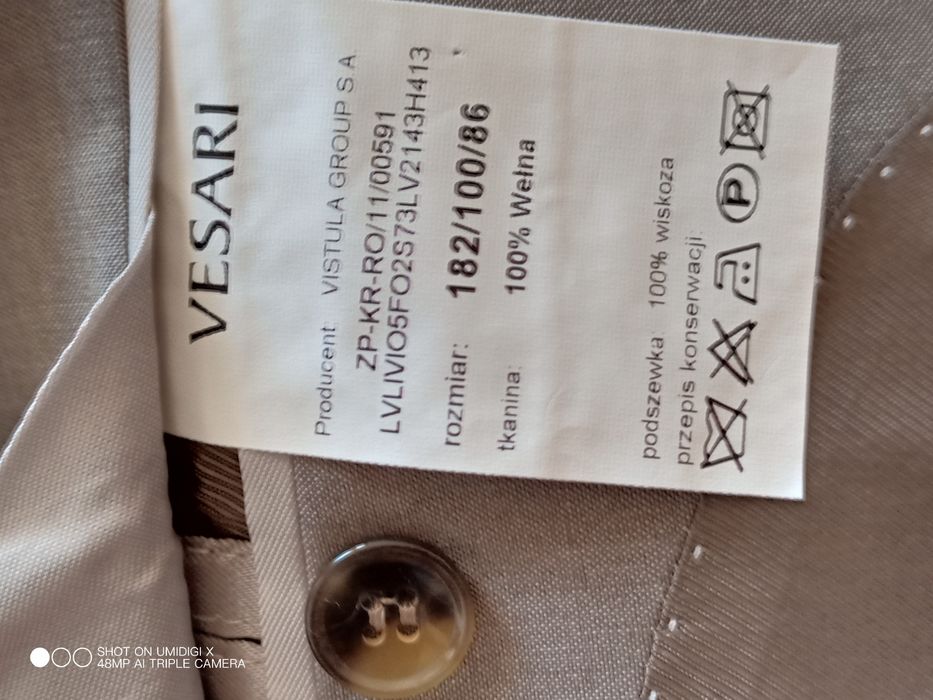 VESARI
Producent: VISTULA GROUP S A
ZP-KR-RO/11/00591
LVLIVIO5FO2S73LV2143H413
rozmiar: 182/100/86
tkanina: 100% Wełna
podszewka: 100% wiskoza
przepis konserwacji:
P
SHOT ON UMIDIGI X
48MP AI TRIPLE CAMERA